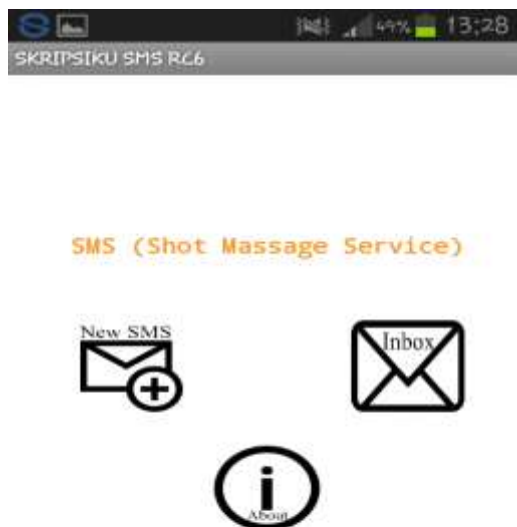 49% 13:28
SKRIPSIKU SMS RC6
SMS (Shot Massage Service)
New SMS
Inbox
About